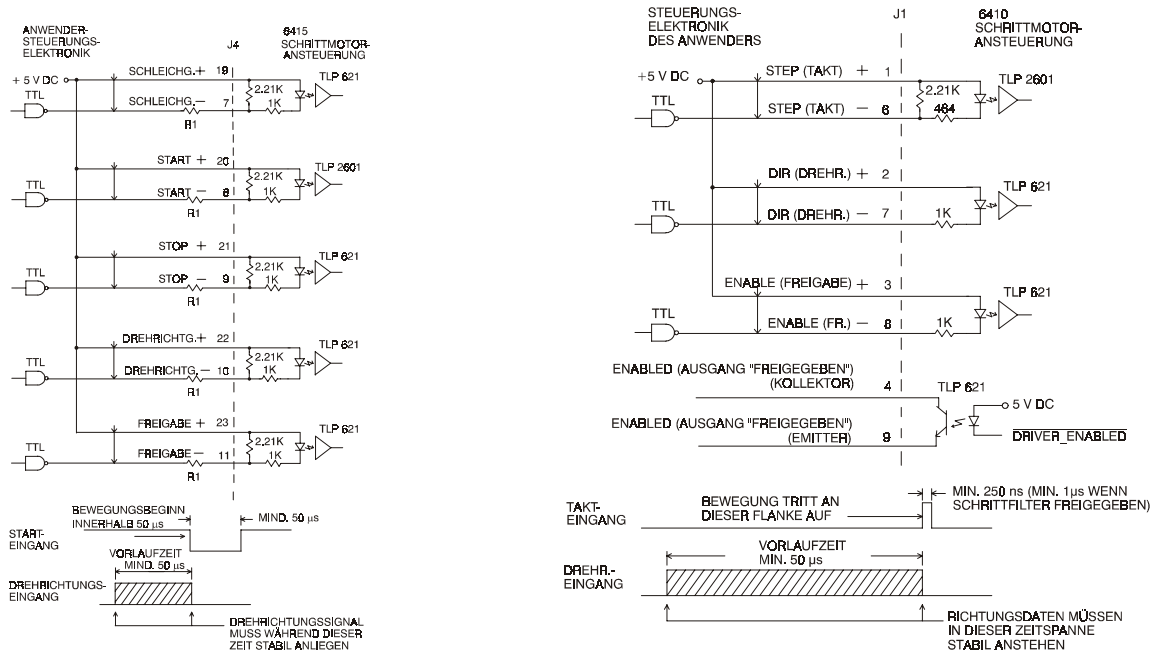 ANWENDER-
STEUERUNGS-
ELEKTRONIK
J4
6415
SCHRITTMOTOR-
ANSTEUERUNG
+ 5 V DC
SCHLEICHG. + 19
TLP 621
TTL
2.21K
SCHLEICHG. − 7
1K
R1
START + 20
TLP 2601
TTL
2.21K
START − 8
1K
R1
STOP + 21
TLP 621
TTL
2.21K
STOP − 9
1K
R1
DREHRICHTG. + 22
TLP 621
TTL
2.21K
DREHRICHTG. − 10
1K
R1
FREIGABE + 23
TLP 621
TTL
2.21K
FREIGABE − 11
1K
R1
BEWEGUNGSBEGINN
INNERHALB 50 µs
MIND. 50 µs
START-
EINGANG
VORLAUFZEIT
MIND. 50 µs
DREHRICHTUNGS-
EINGANG
DREHRICHTUNGSSIGNAL
MUSS WÄHREND DIESER
ZEIT STABIL ANLIEGEN
STEUERUNGS-
ELEKTRONIK
DES ANWENDERS
J1
6410
SCHRITTMOTOR-
ANSTEUERUNG
+5 V DC
STEP (TAKT) + 1
TLP 2601
TTL
2.21K
STEP (TAKT) − 6
464
DIR (DREHR.) + 2
TLP 621
TTL
DIR (DREHR.) − 7
1K
ENABLE (FREIGABE) + 3
TLP 621
TTL
ENABLE (FR.) − 8
1K
ENABLED (AUSGANG "FREIGEGEBEN")
(KOLLEKTOR) 4
TLP 621
5 V DC
ENABLED (AUSGANG "FREIGEGEBEN")
(EMITTER) 9
DRIVER_ENABLED
TAKT-
EINGANG
BEWEGUNG TRITT AN
DIESER FLANKE AUF
MIN. 250 ns (MIN. 1µs WENN
SCHRITTFILTER FREIGEGEBEN)
VORLAUFZEIT
MIN. 50 µs
DREHR.-
EINGANG
RICHTUNGSDATEN MÜSSEN
IN DIESER ZEITSPANNE
STABIL ANSTEHEN